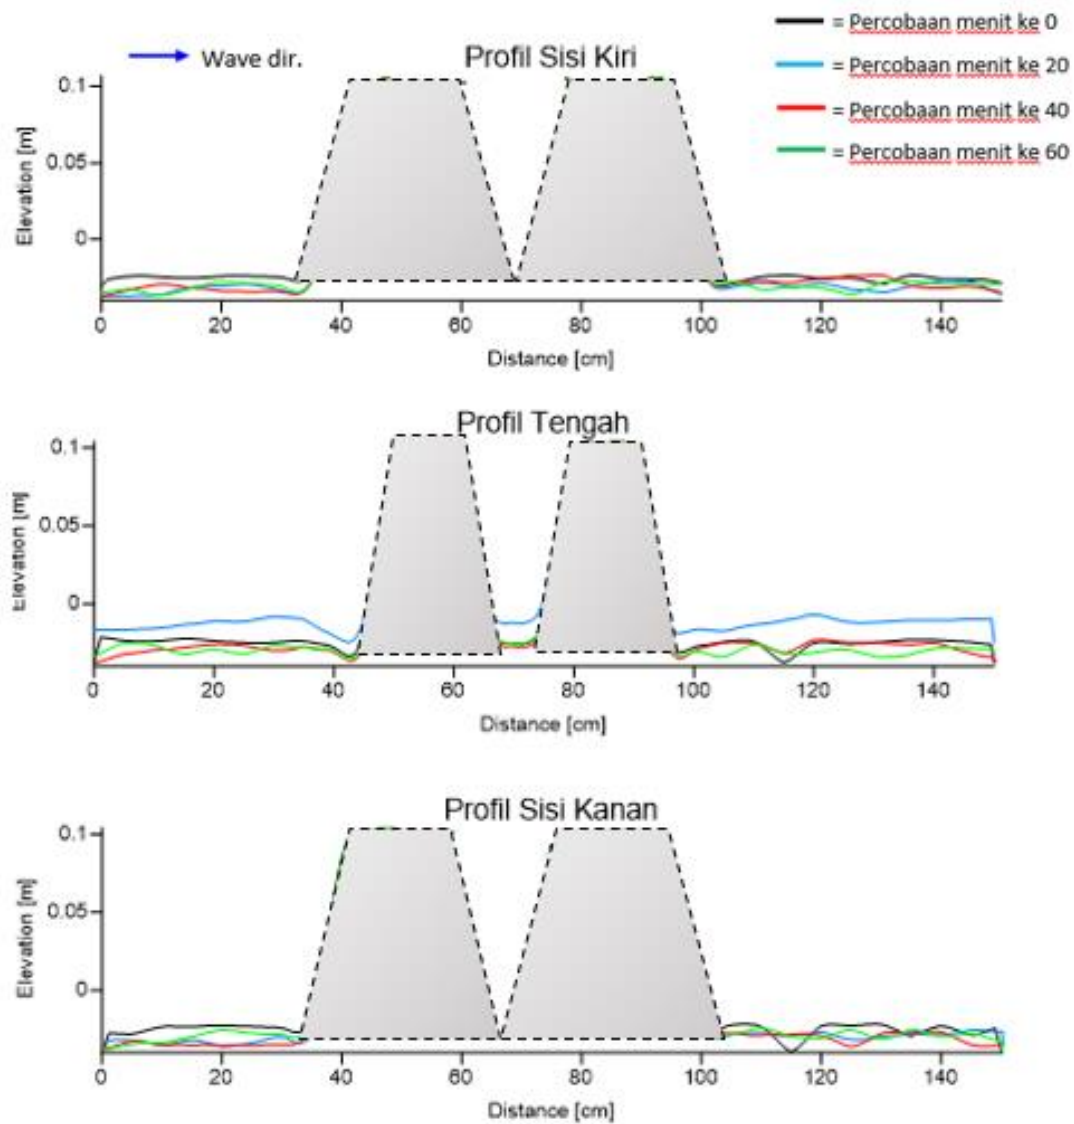 = Percobaan menit ke 0
Wave dir.
Profil Sisi Kiri
= Percobaan menit ke 20
= Percobaan menit ke 40
= Percobaan menit ke 60
0.1
0.05
0
Elevation [m]
0 20 40 60 80 100 120 140
Distance [cm]
Profil Tengah
0.1
0.05
0
Elevation [m]
0 20 40 60 80 100 120 140
Distance [cm]
Profil Sisi Kanan
0.1
0.05
0
Elevation [m]
0 20 40 60 80 100 120 140
Distance [cm]